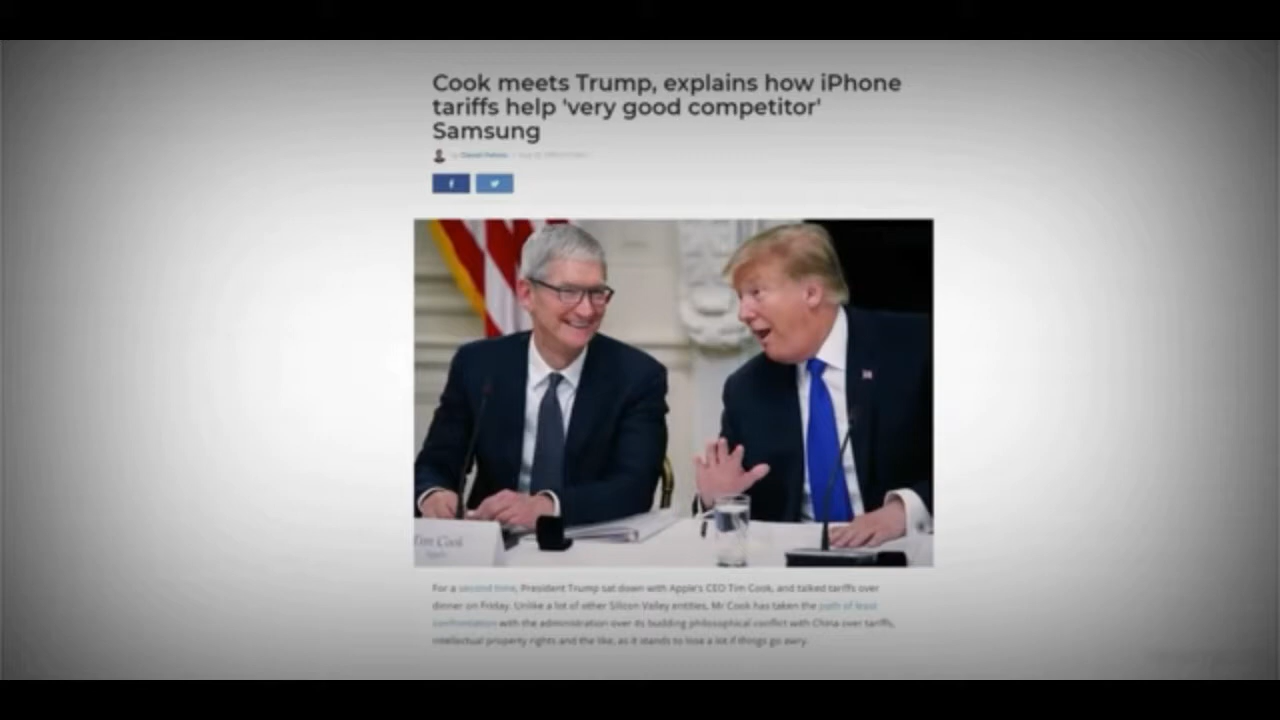 Cook meets Trump, explains how iPhone
tariffs help 'very good competitor'
Samsung
by Daniel Petrov
f
Tim Cook
For a second time, President Trump sat down with Apple's CEO Tim Cook, and talked tariffs over
dinner on Friday. Unlike a lot of other Silicon Valley entities, Mr Cook has taken the path of least
confrontation with the administration over its building philosophical conflict with China over tariffs,
intellectual property rights and the like, as it stands to lose a lot if things go awry.